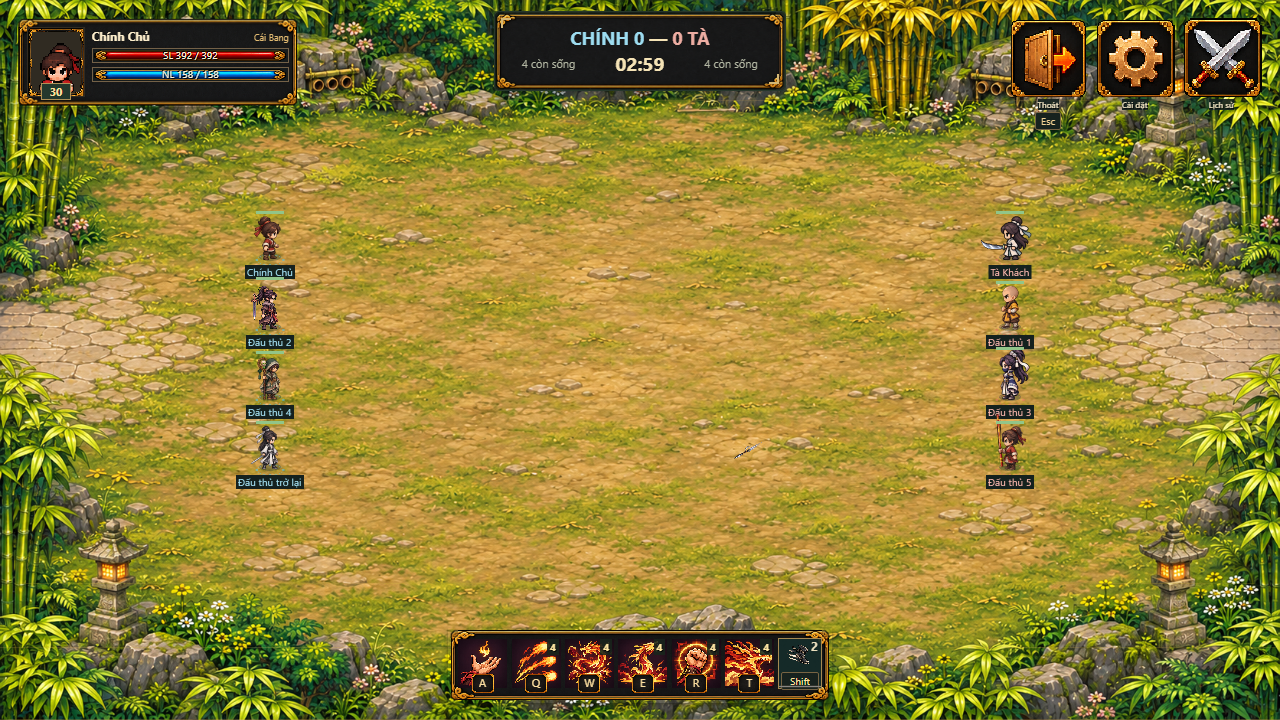 Chính Chủ
Cái Bang
SL 392 / 392
NL 158 / 158
30
CHÍNH 0 — 0 TÀ
4 còn sống
02:59
4 còn sống
Thoát
Cài đặt
Lịch sử
Esc
Chính Chủ
Tà Khách
Đấu thủ 2
Đấu thủ 1
Đấu thủ 4
Đấu thủ 3
Đấu thủ trở lại
Đấu thủ 5
4
4
4
4
4
2
A
Q
W
E
R
T
Shift